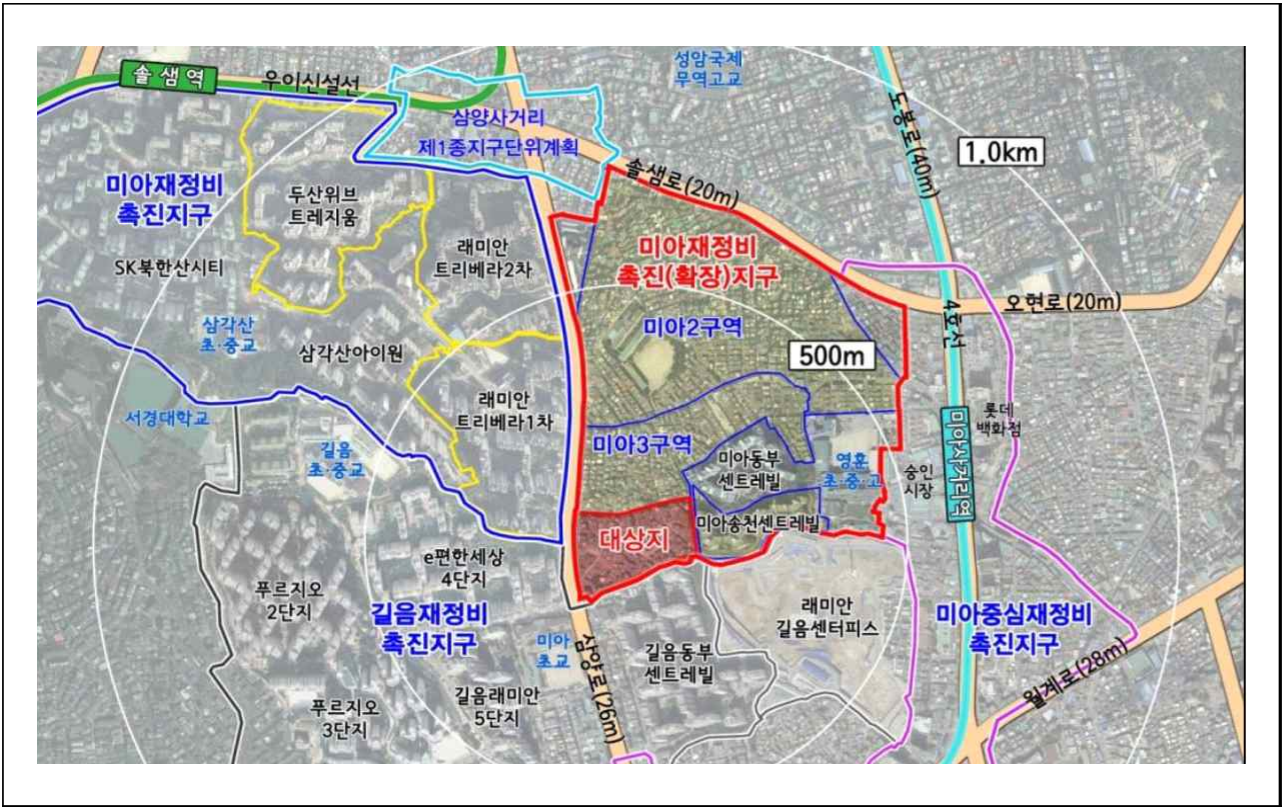 성암국제
무역고교
솔샘역
우이신설선
도봉로(40m)
삼양사거리
제1종지구단위계획
1.0km
솔샘로(20m)
미아재정비
촉진지구
두산위브
트레지움
래미안
트리베라2차
미아재정비
촉진(확장)지구
SK북한산시티
오현로(20m)
4호선
삼각산
초·중교
미아2구역
삼각산아이원
500m
래미안
트리베라1차
서경대학교
롯데
백화점
미아사거리역
길음
초·중교
미아3구역
미아동부
센트레빌
영훈
초·중·고
숭인
시장
대상지
미아송천센트레빌
e편한세상
4단지
푸르지오
2단지
길음재정비
촉진지구
래미안
길음센터피스
미아중심재정비
촉진지구
미아
초교
삼양로(26m)
길음동부
센트레빌
월계로(28m)
길음래미안
5단지
푸르지오
3단지